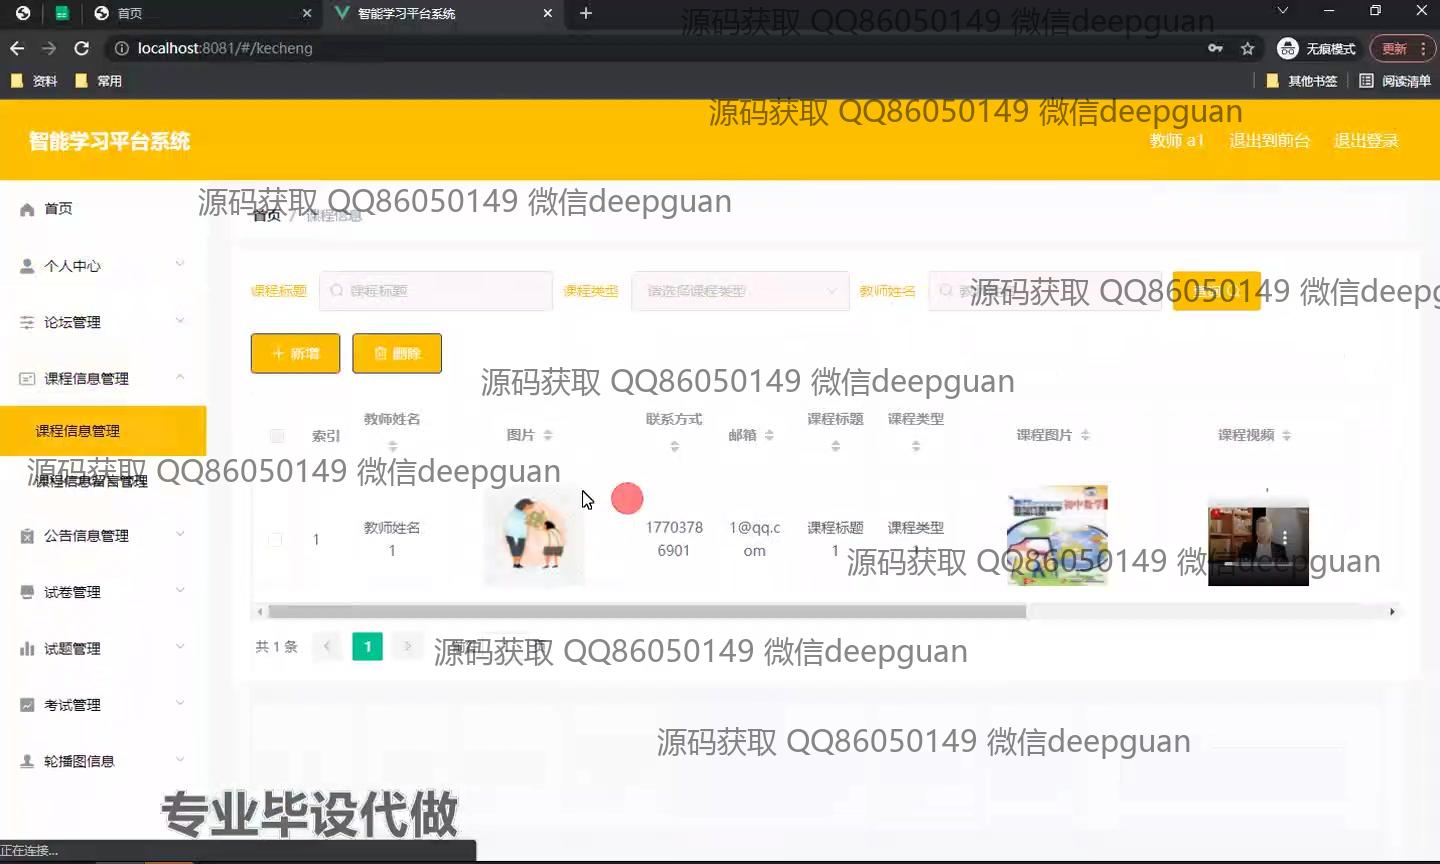 首页
智能学习平台系统
源码获取 QQ86050149 微信deepguan
localhost:8081/#/kecheng
无痕模式
更新
资料
常用
其他书签
阅读清单
源码获取 QQ86050149 微信deepguan
智能学习平台系统
教师 a1
退出到前台
退出登录
源码获取 QQ86050149 微信deepguan
首页
首页 / 课程信息
个人中心
课程标题
课程标题
课程类型
请选择课程类型
教师姓名
源码获取 QQ86050149 微信deepg
论坛管理
新增
删除
课程信息管理
源码获取 QQ86050149 微信deepguan
课程信息管理
索引
教师姓名
图片
联系方式
邮箱
课程标题
课程类型
课程图片
课程视频
源码获取 QQ86050149 微信deepguan
课程信息留言管理
公告信息管理
1
教师姓名
1
1770378
6901
1@qq.c
om
课程标题
1
课程类型
初中数学
源码获取 QQ86050149 微信deepguan
试卷管理
试题管理
共 1 条
1
源码获取 QQ86050149 微信deepguan
考试管理
源码获取 QQ86050149 微信deepguan
轮播图信息
专业毕设代做
正在连接...